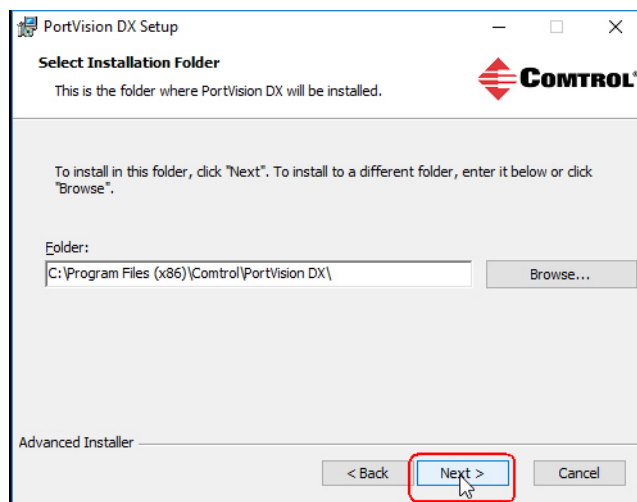 PortVision DX Setup
Select Installation Folder
This is the folder where PortVision DX will be installed.
COMTROL®
To install in this folder, click "Next". To install to a different folder, enter it below or click
"Browse".
Folder:
C:\Program Files (x86)\Comtrol\PortVision DX\
Browse...
Advanced Installer
< Back
Next >
Cancel